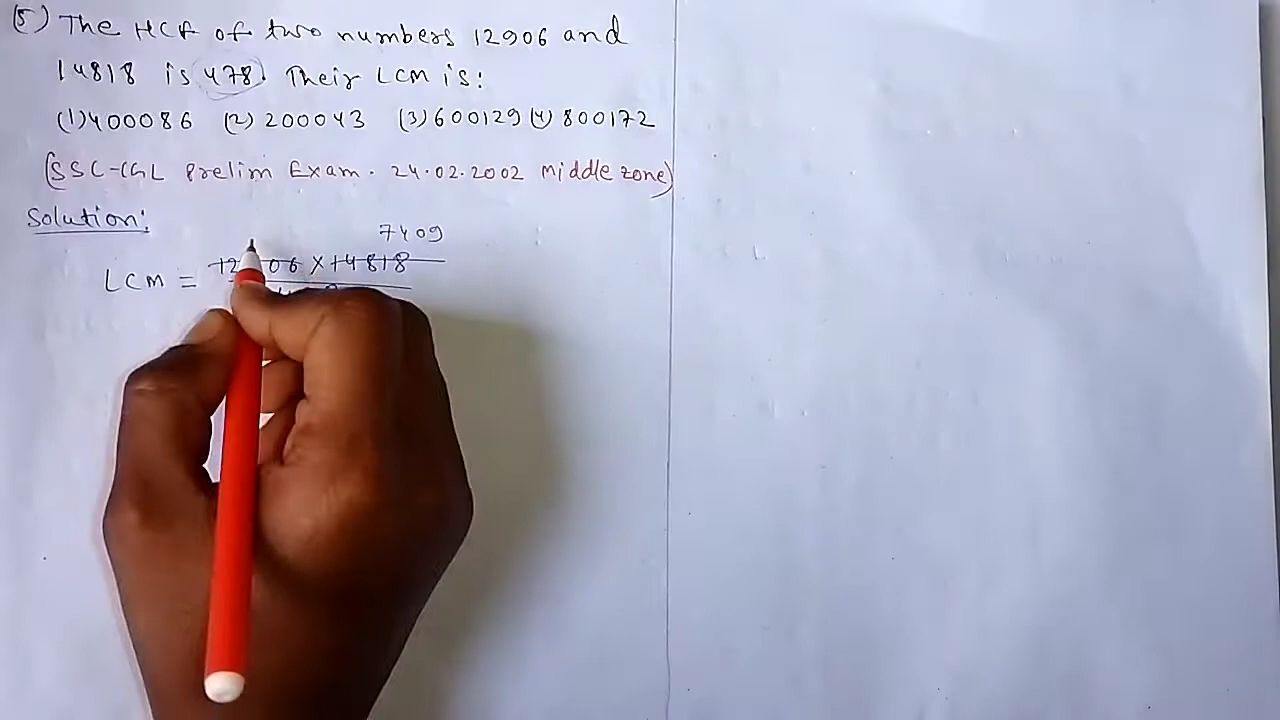 (5) The HCF of two numbers 12906 and
14818 is 478. Their LCM is:
(1) 400086 (2) 200043 (3) 600129 (4) 800172
(SSC-CGL Prelim Exam. 24.02.2002 Middle zone)
Solution:
7409
LCM = 06 X 14818